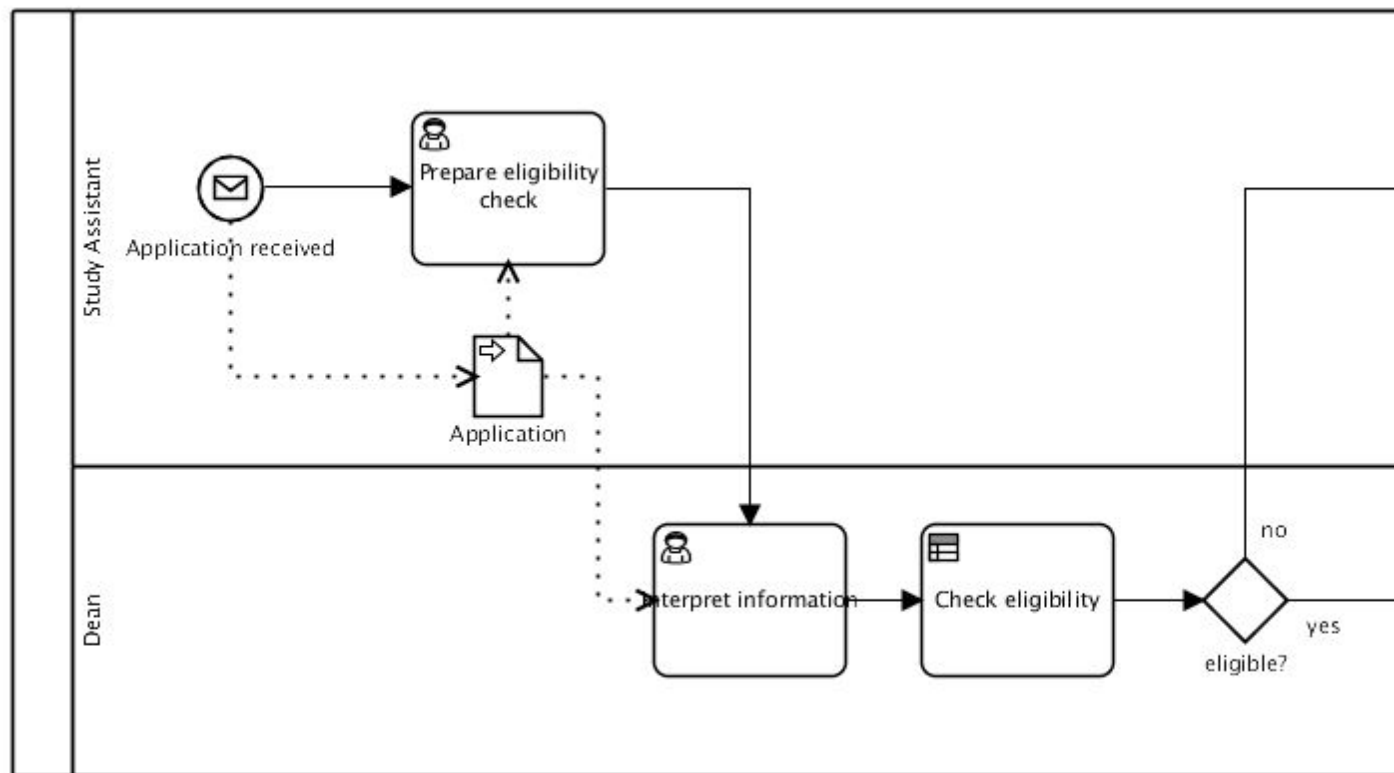 Study Assistant
Application received
Prepare eligibility
check
Application
Dean
Interpret information
Check eligibility
eligible?
no
yes